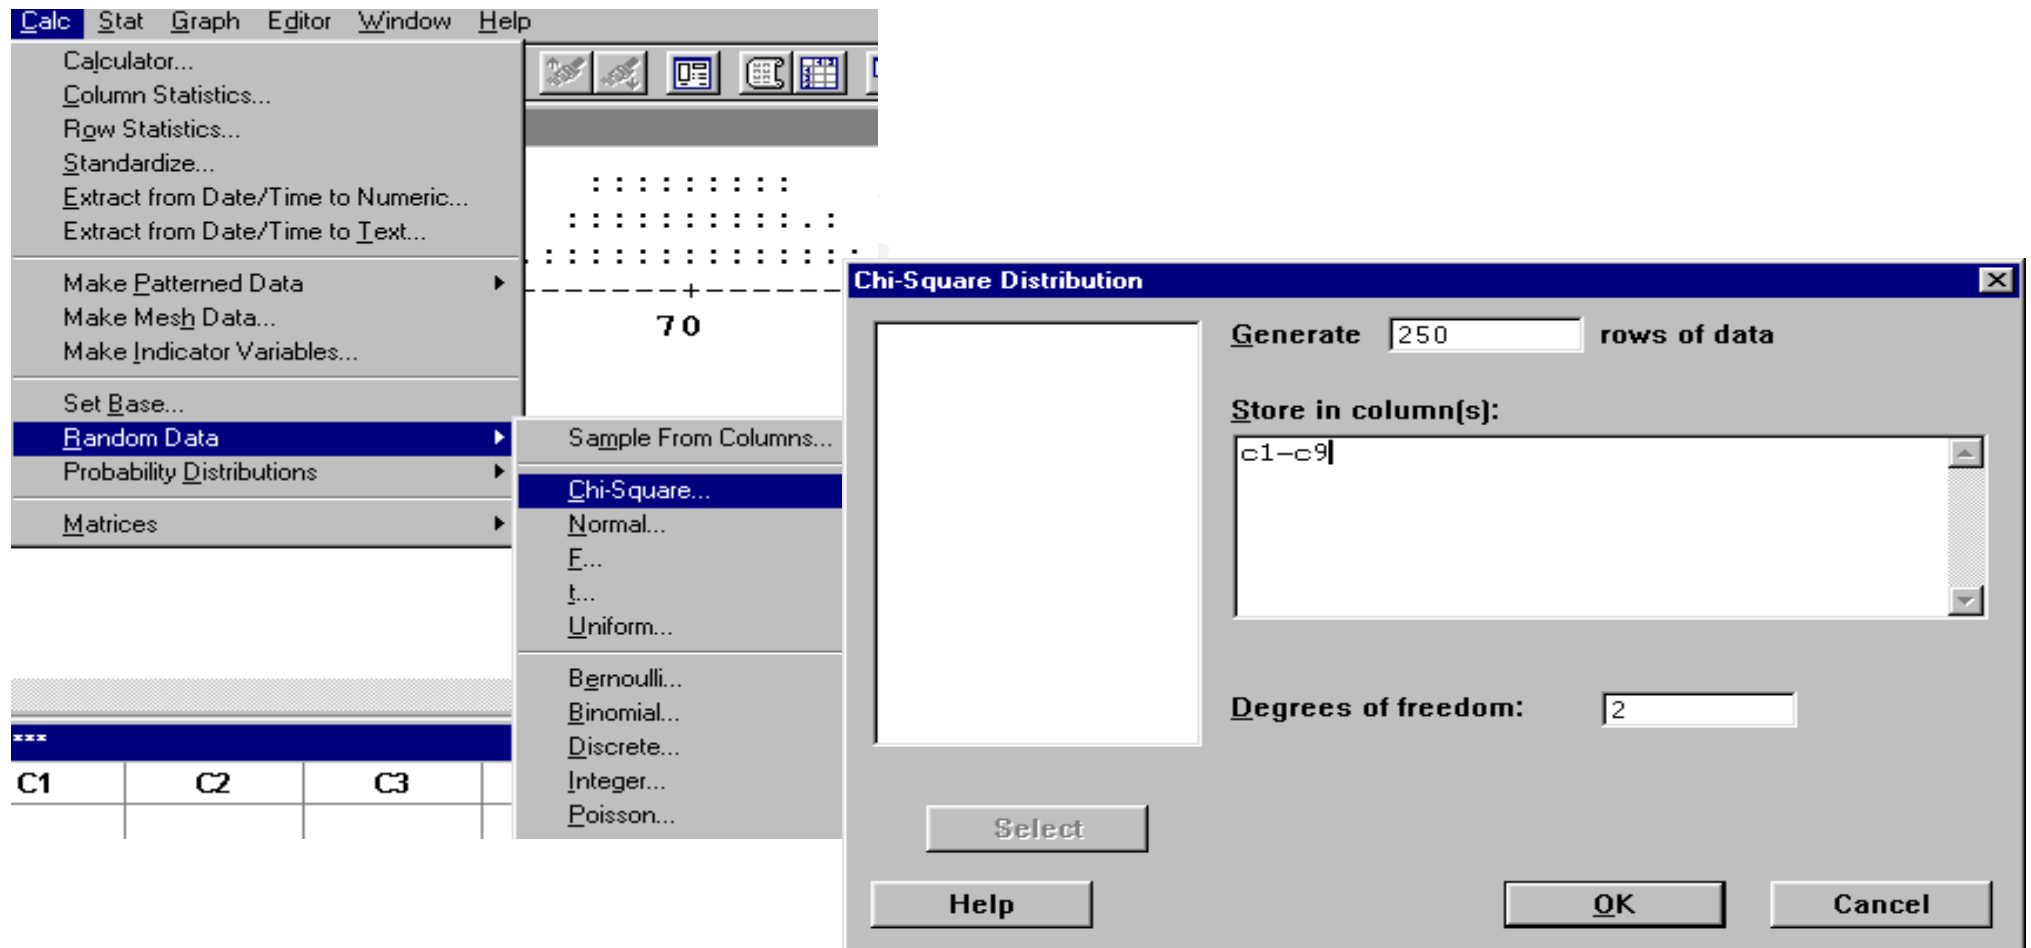 Calc Stat Graph Editor Window Help
Calculator...
Column Statistics...
Row Statistics...
Standardize...
Extract from Date/Time to Numeric...
Extract from Date/Time to Text...
Make Patterned Data
Make Mesh Data...
Make Indicator Variables...
Set Base...
Random Data
Probability Distributions
Matrices
70
Sample From Columns...
Chi-Square...
Normal...
F...
t...
Uniform...
Bernoulli...
Binomial...
Discrete...
Integer...
Poisson...
***
C1 C2 C3
Chi-Square Distribution
Generate 250 rows of data
Store in column(s):
c1-c9
Degrees of freedom: 2
Select
Help OK Cancel